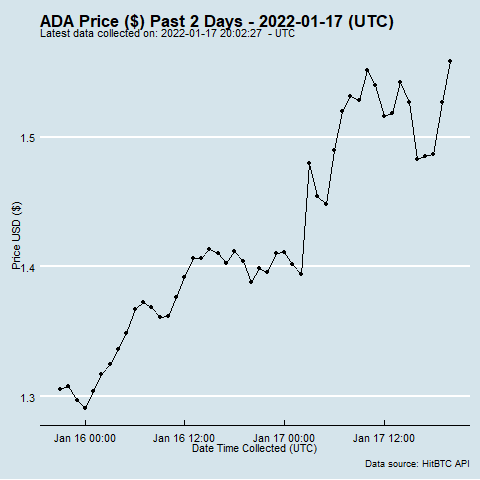 ADA Price ($) Past 2 Days - 2022-01-17 (UTC)
Latest data collected on: 2022-01-17 20:02:27 - UTC
1.5
1.4
1.3
Price USD ($)
Jan 16 00:00 Jan 16 12:00 Jan 17 00:00 Jan 17 12:00
Date Time Collected (UTC)
Data source: HitBTC API